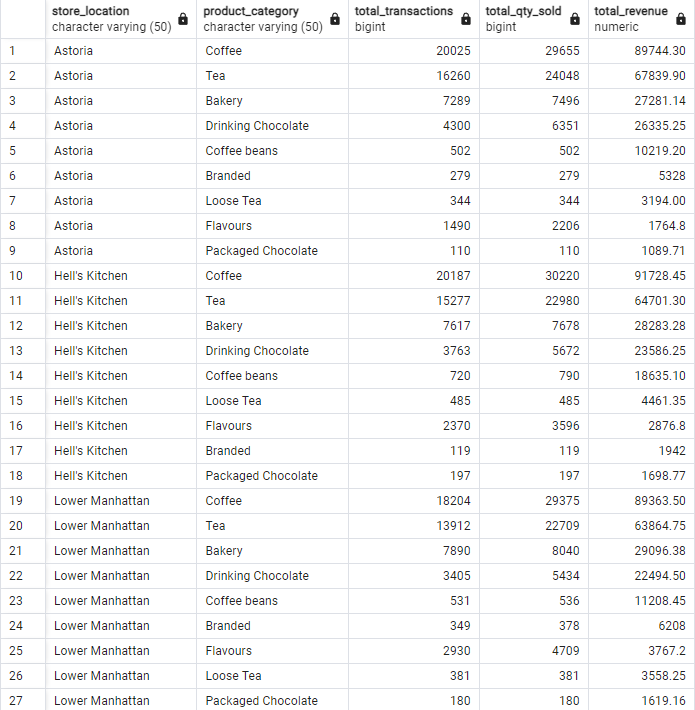 store_location product_category total_transactions total_qty_sold total_revenue
character varying (50) character varying (50) bigint bigint numeric
1 Astoria Coffee 20025 29655 89744.30
2 Astoria Tea 16260 24048 67839.90
3 Astoria Bakery 7289 7496 27281.14
4 Astoria Drinking Chocolate 4300 6351 26335.25
5 Astoria Coffee beans 502 502 10219.20
6 Astoria Branded 279 279 5328
7 Astoria Loose Tea 344 344 3194.00
8 Astoria Flavours 1490 2206 1764.8
9 Astoria Packaged Chocolate 110 110 1089.71
10 Hell's Kitchen Coffee 20187 30220 91728.45
11 Hell's Kitchen Tea 15277 22980 64701.30
12 Hell's Kitchen Bakery 7617 7678 28283.28
13 Hell's Kitchen Drinking Chocolate 3763 5672 23586.25
14 Hell's Kitchen Coffee beans 720 790 18635.10
15 Hell's Kitchen Loose Tea 485 485 4461.35
16 Hell's Kitchen Flavours 2370 3596 2876.8
17 Hell's Kitchen Branded 119 119 1942
18 Hell's Kitchen Packaged Chocolate 197 197 1698.77
19 Lower Manhattan Coffee 18204 29375 89363.50
20 Lower Manhattan Tea 13912 22709 63864.75
21 Lower Manhattan Bakery 7890 8040 29096.38
22 Lower Manhattan Drinking Chocolate 3405 5434 22494.50
23 Lower Manhattan Coffee beans 531 536 11208.45
24 Lower Manhattan Branded 349 378 6208
25 Lower Manhattan Flavours 2930 4709 3767.2
26 Lower Manhattan Loose Tea 381 381 3558.25
27 Lower Manhattan Packaged Chocolate 180 180 1619.16